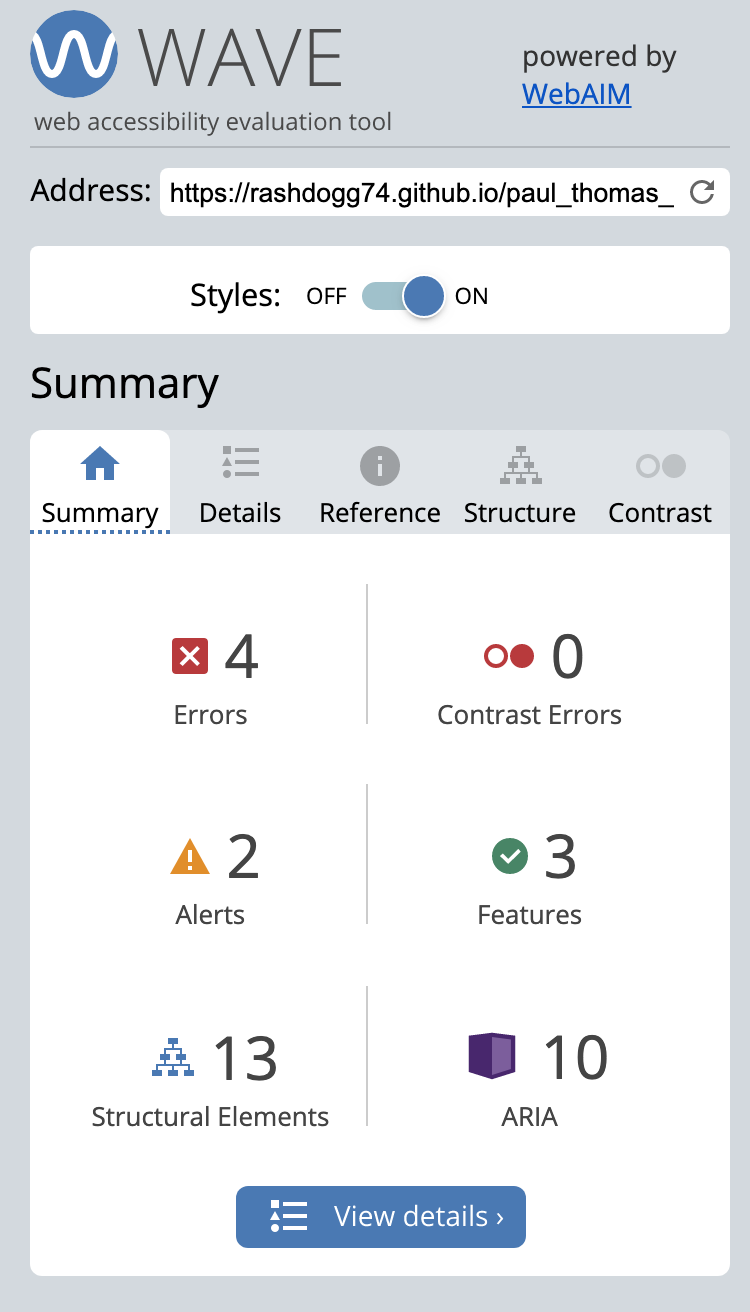 WAVE
powered by
WebAIM
web accessibility evaluation tool
Address: https://rashdogg74.github.io/paul_thomas_
Styles: OFF ON
Summary
Summary Details Reference Structure Contrast
4 0
Errors Contrast Errors
2 3
Alerts Features
13 10
Structural Elements ARIA
View details ›